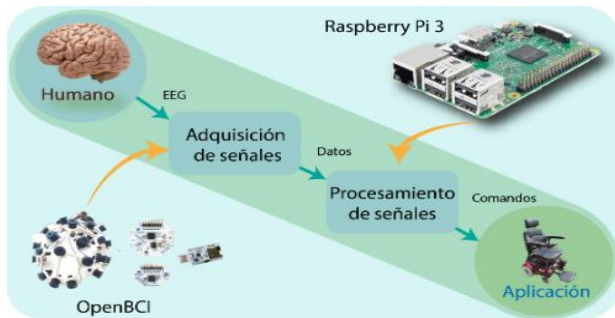 Raspberry Pi 3
Humano
EEG
Adquisición
de señales
Datos
Procesamiento
de señales
Comandos
OpenBCI
Aplicación